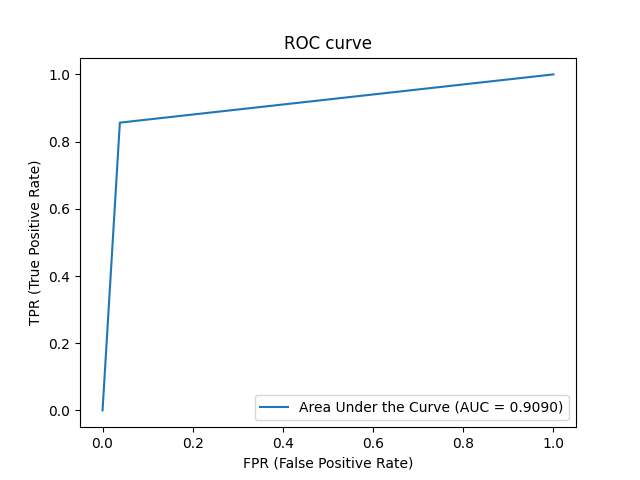 ROC curve
TPR (True Positive Rate)
1.0
0.8
0.6
0.4
0.2
0.0
Area Under the Curve (AUC = 0.9090)
0.0 0.2 0.4 0.6 0.8 1.0
FPR (False Positive Rate)